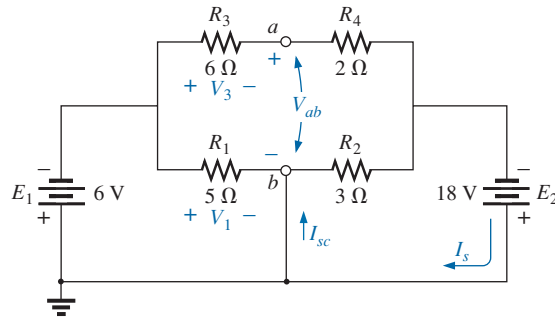 R3 a R4
6 Ω + 2 Ω
+ V3 −
Vab
R1 − R2
− b −
E1 6 V 5 Ω 3 Ω 18 V E2
+ + V1 − Isc +
Is